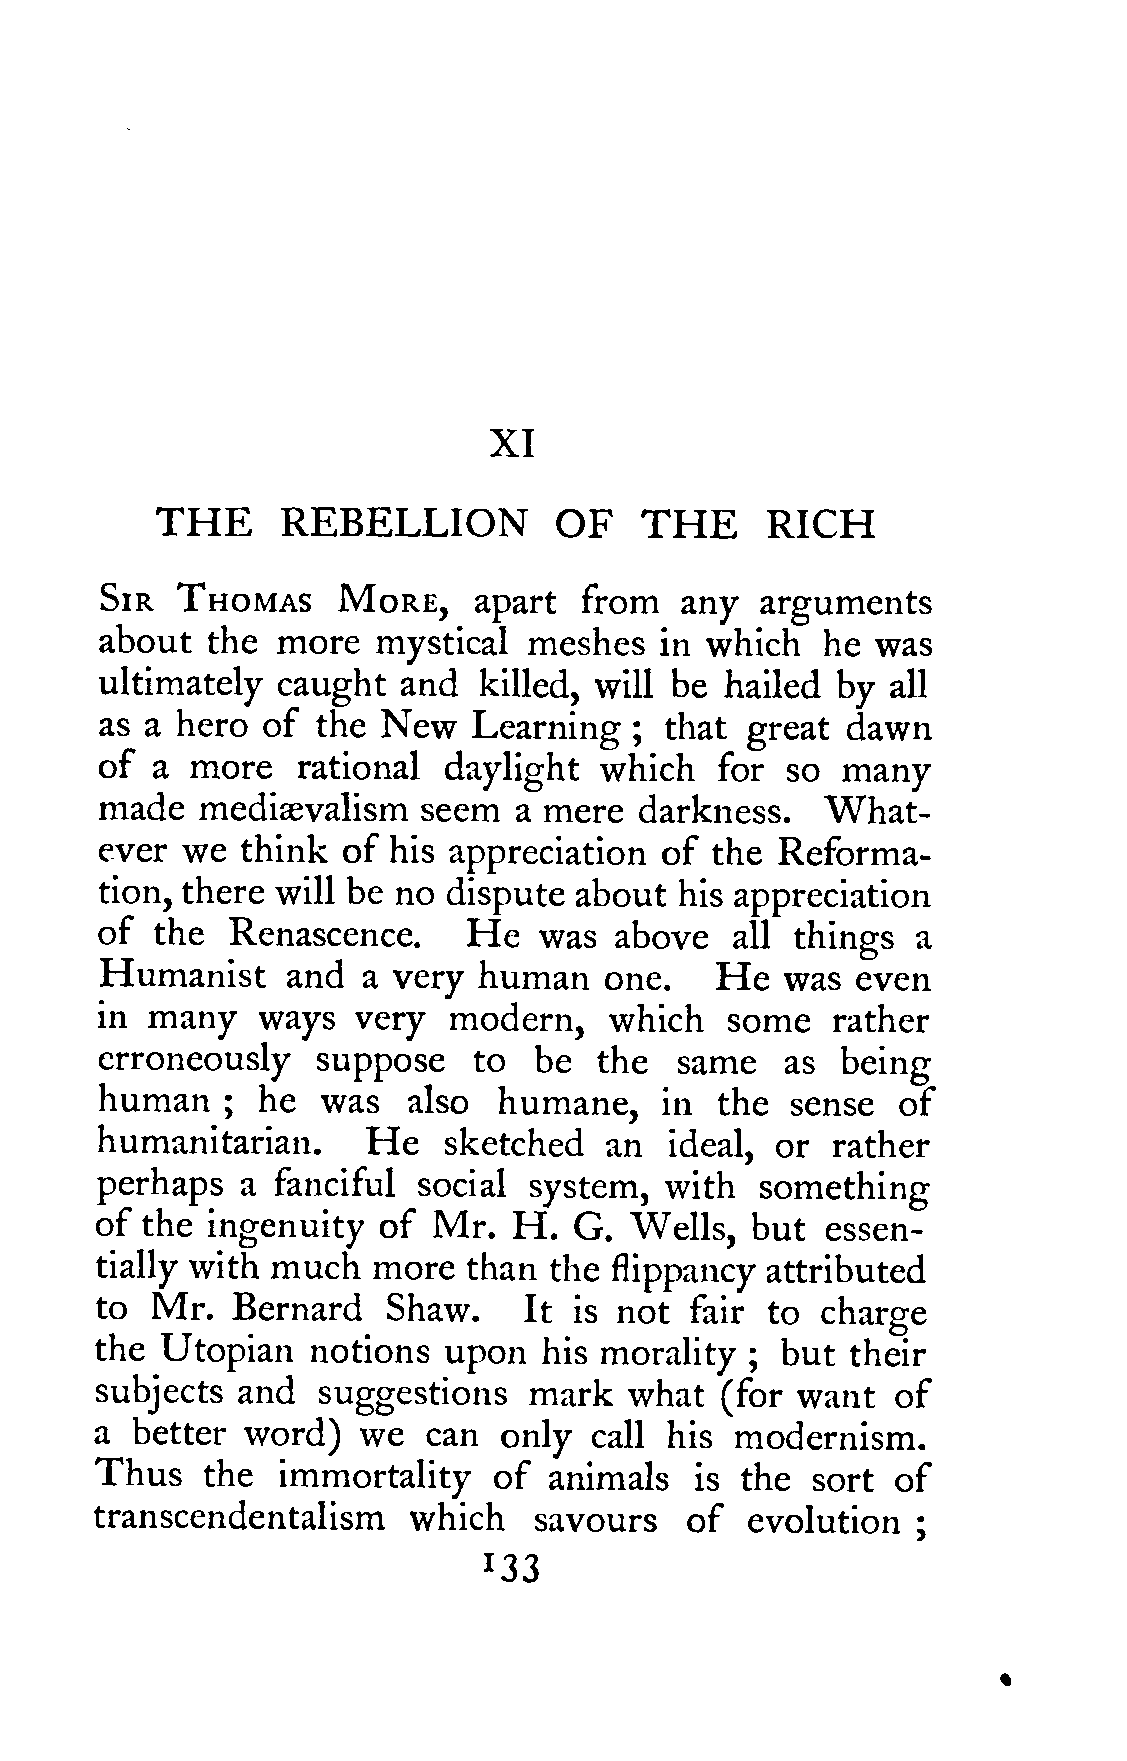 XI
THE REBELLION OF THE RICH
SIR THOMAS MORE, apart from any arguments
about the more mystical meshes in which he was
ultimately caught and killed, will be hailed by all
as a hero of the New Learning ; that great dawn
of a more rational daylight which for so many
made mediævalism seem a mere darkness. What-
ever we think of his appreciation of the Reforma-
tion, there will be no dispute about his appreciation
of the Renascence. He was above all things a
Humanist and a very human one. He was even
in many ways very modern, which some rather
erroneously suppose to be the same as being
human ; he was also humane, in the sense of
humanitarian. He sketched an ideal, or rather
perhaps a fanciful social system, with something
of the ingenuity of Mr. H. G. Wells, but essen-
tially with much more than the flippancy attributed
to Mr. Bernard Shaw. It is not fair to charge
the Utopian notions upon his morality ; but their
subjects and suggestions mark what (for want of
a better word) we can only call his modernism.
Thus the immortality of animals is the sort of
transcendentalism which savours of evolution ;
133